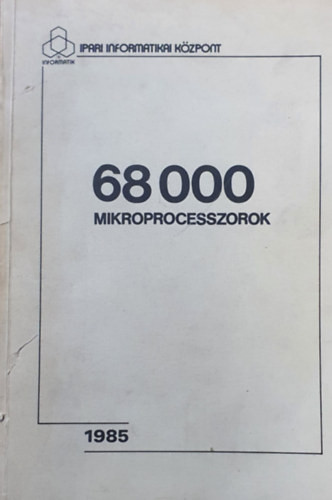 IPARI INFORMATIKAI KÖZPONT
INFORMATIK
68 000
MIKROPROCESSZOROK
1985